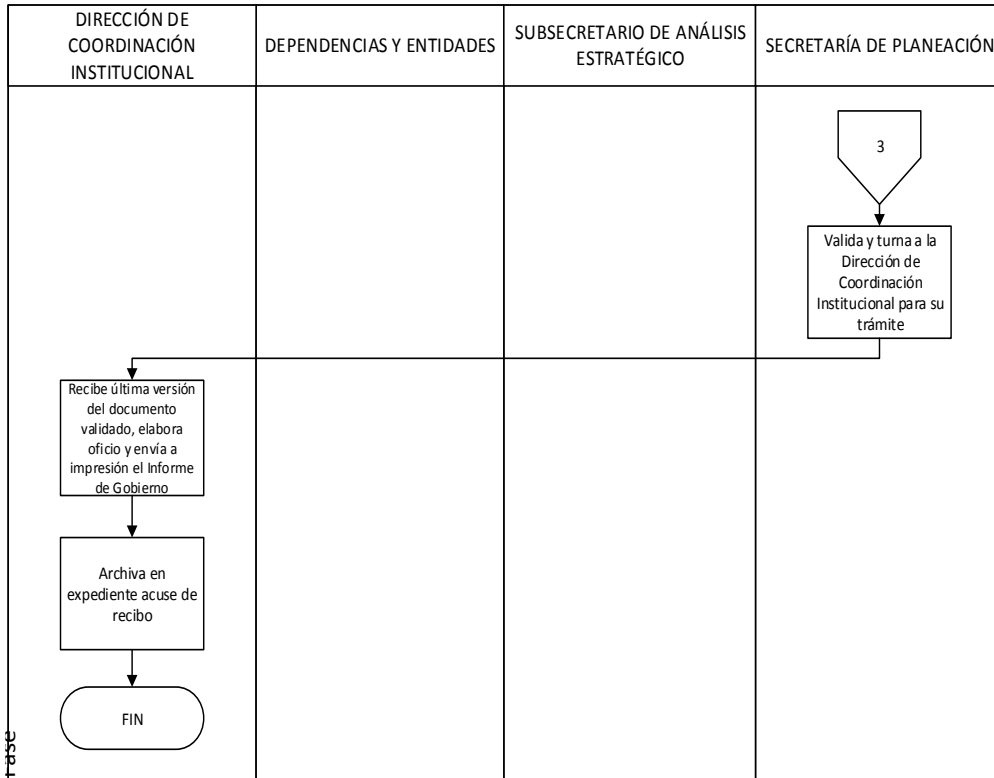 DIRECCIÓN DE
COORDINACIÓN
INSTITUCIONAL
DEPENDENCIAS Y ENTIDADES
SUBSECRETARIO DE ANÁLISIS
ESTRATÉGICO
SECRETARÍA DE PLANEACIÓN
3
Valida y turna a la
Dirección de
Coordinación
Institucional para su
trámite
Recibe última versión
del documento
validado, elabora
oficio y envía a
impresión el Informe
de Gobierno
Archiva en
expediente acuse de
recibo
FIN